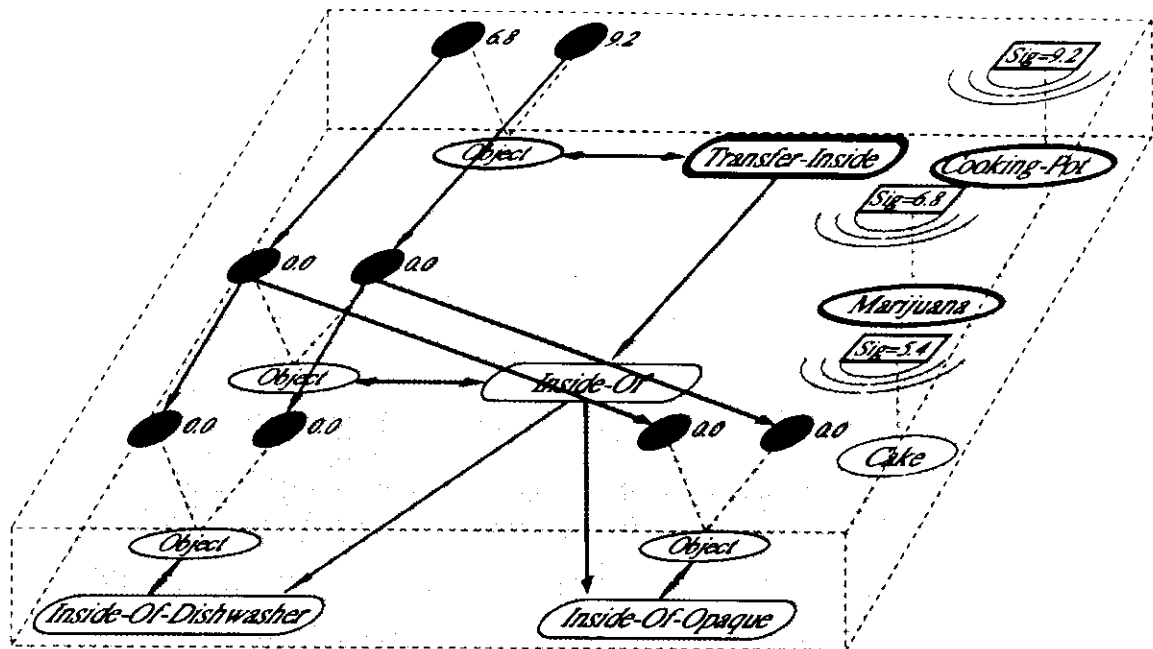 6.8
9.2
Sig=9.2
Object
Transfer-Inside
Cooking-Pot
Sig=6.8
0.0
0.0
Marijuana
Sig=5.4
Object
Inside-Of
0.0
0.0
0.0
0.0
Cake
Object
Object
Inside-Of-Dishwasher
Inside-Of-Opaque